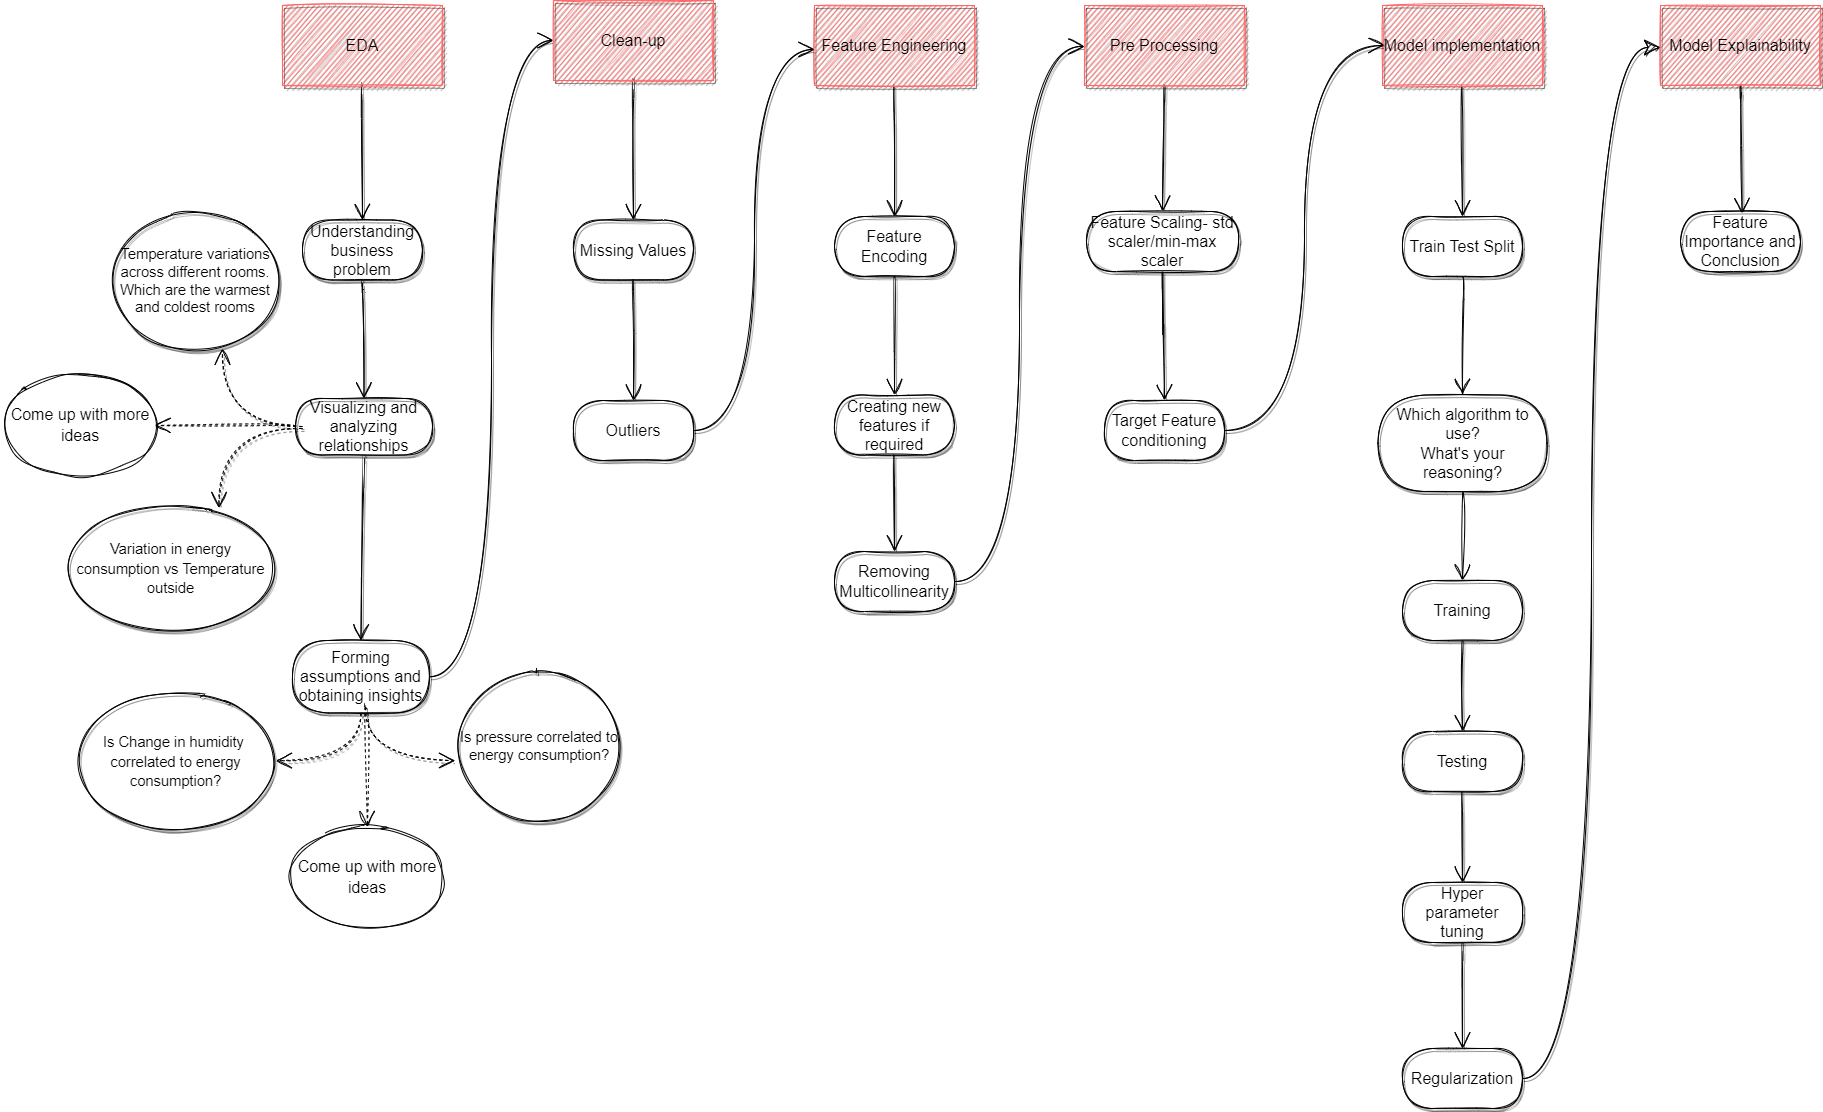 EDA
Clean-up
Feature Engineering
Pre Processing
Model implementation
Model Explainability
Understanding
business
problem
Temperature variations
across different rooms.
Which are the warmest
and coldest rooms
Come up with more
ideas
Visualizing and
analyzing
relationships
Variation in energy
consumption vs Temperature
outside
Forming
assumptions and
obtaining insights
Is Change in humidity
correlated to energy
consumption?
Is pressure correlated to
energy consumption?
Come up with more
ideas
Missing Values
Outliers
Feature
Encoding
Creating new
features if
required
Removing
Multicollinearity
Feature Scaling- std
scaler/min-max
scaler
Target Feature
conditioning
Train Test Split
Which algorithm to
use?
What's your
reasoning?
Training
Testing
Hyper
parameter
tuning
Regularization
Feature
Importance and
Conclusion